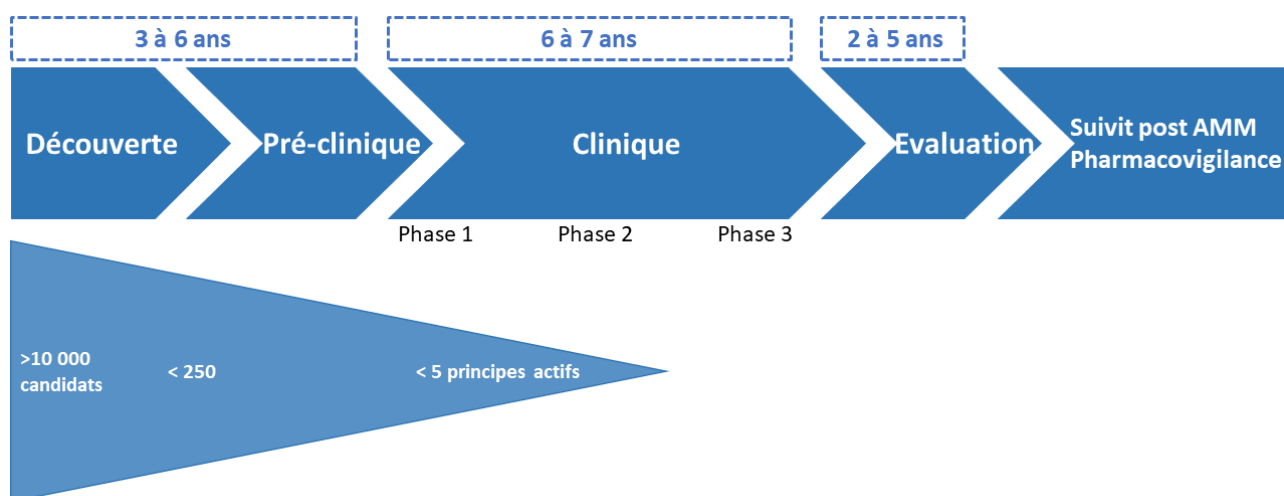 3 à 6 ans
6 à 7 ans
2 à 5 ans
Découverte
Pré-clinique
Clinique
Evaluation
Suivit post AMM
Pharmacovigilance
Phase 1
Phase 2
Phase 3
>10 000
candidats
< 250
< 5 principes actifs